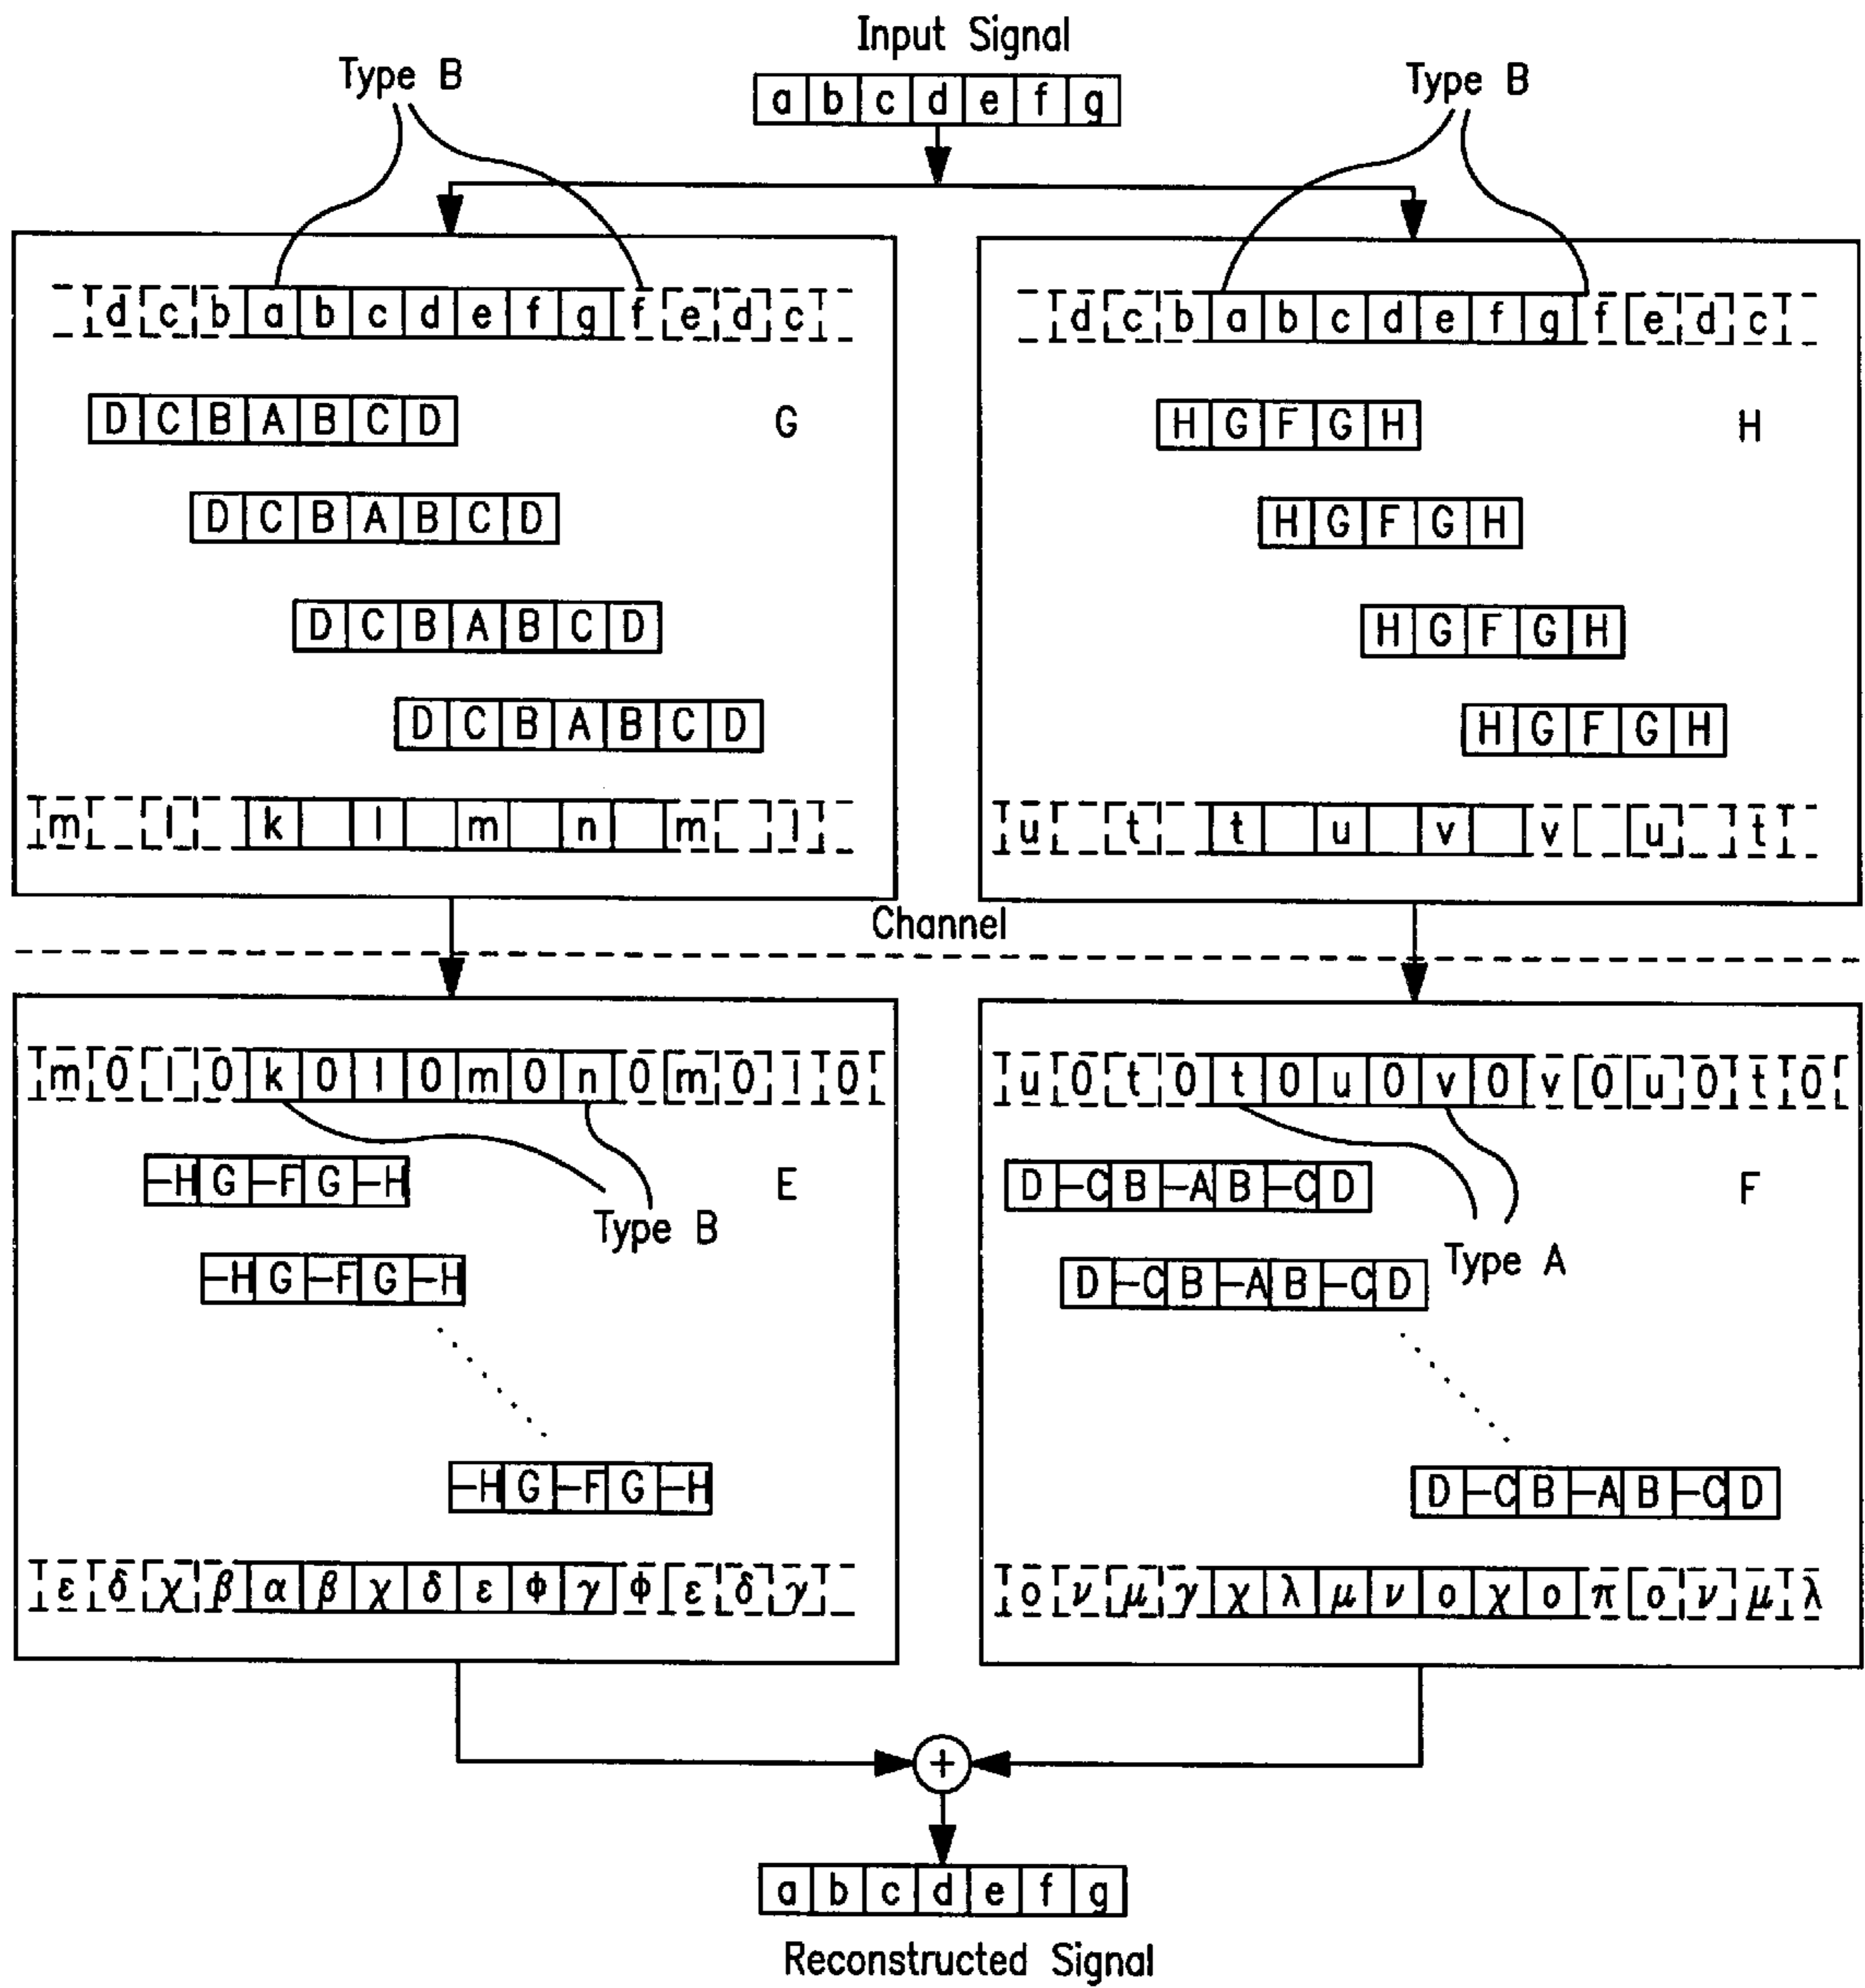 Input Signal
Type B
Type B
a b c d e f g
d c b a b c d e f g f e d c
d c b a b c d e f g f e d c
D C B A B C D
G
H G F G H
H
D C B A B C D
H G F G H
D C B A B C D
H G F G H
D C B A B C D
H G F G H
m l k l m n m l
u t t u v v u t
Channel
m 0 l 0 k 0 l 0 m 0 n 0 m 0 l 0
u 0 t 0 t 0 u 0 v 0 v 0 u 0 t 0
-H G -F G -H
E
D -C B -A B -C D
F
Type B
-H G -F G -H
Type A
D -C B -A B -C D
-H G -F G -H
D -C B -A B -C D
ε δ χ β α β χ δ ε ϕ γ ϕ ε δ γ
ο ν μ γ χ λ μ ν ο χ ο π ο ν μ λ
+
a b c d e f g
Reconstructed Signal